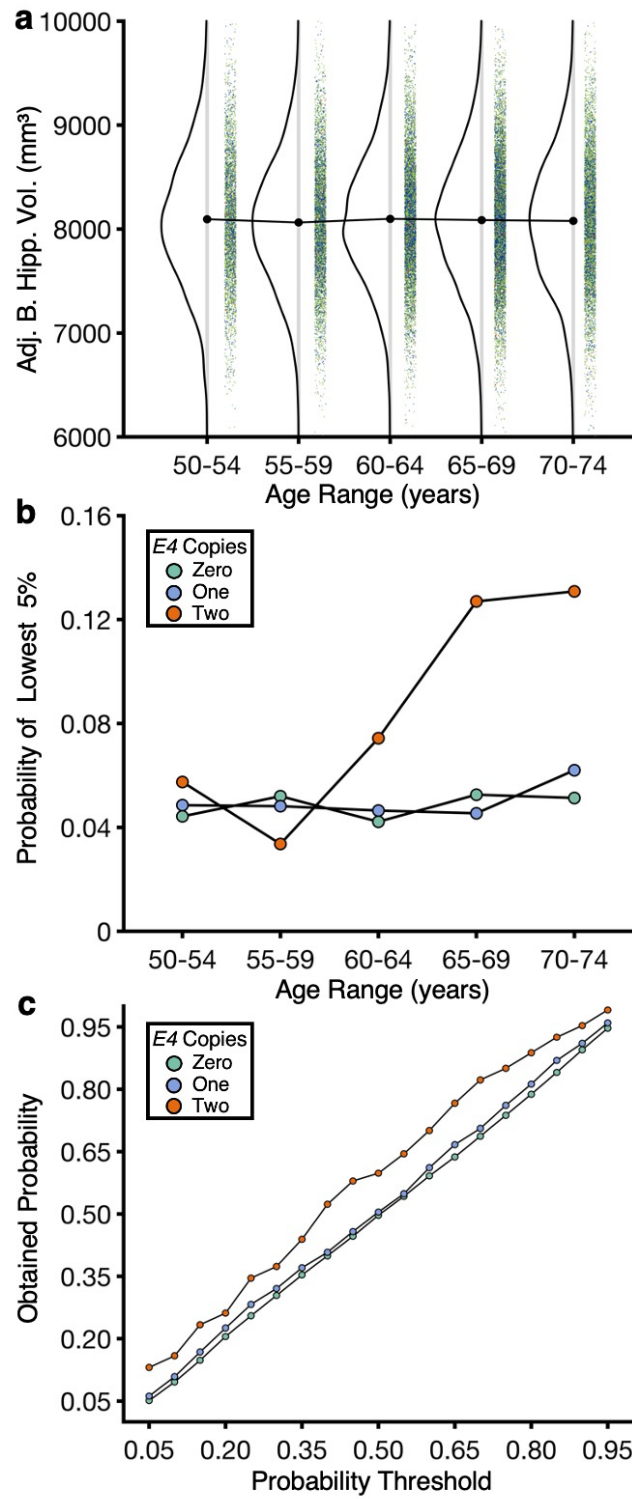 a
10000
9000
8000
7000
6000
Adj. B. Hipp. Vol. (mm³)
50-54 55-59 60-64 65-69 70-74
Age Range (years)
b
0.16
0.12
0.08
0.04
0
Probability of Lowest 5%
E4 Copies
Zero
One
Two
50-54 55-59 60-64 65-69 70-74
Age Range (years)
c
0.95
0.80
0.65
0.50
0.35
0.20
0.05
Obtained Probability
E4 Copies
Zero
One
Two
0.05 0.20 0.35 0.50 0.65 0.80 0.95
Probability Threshold